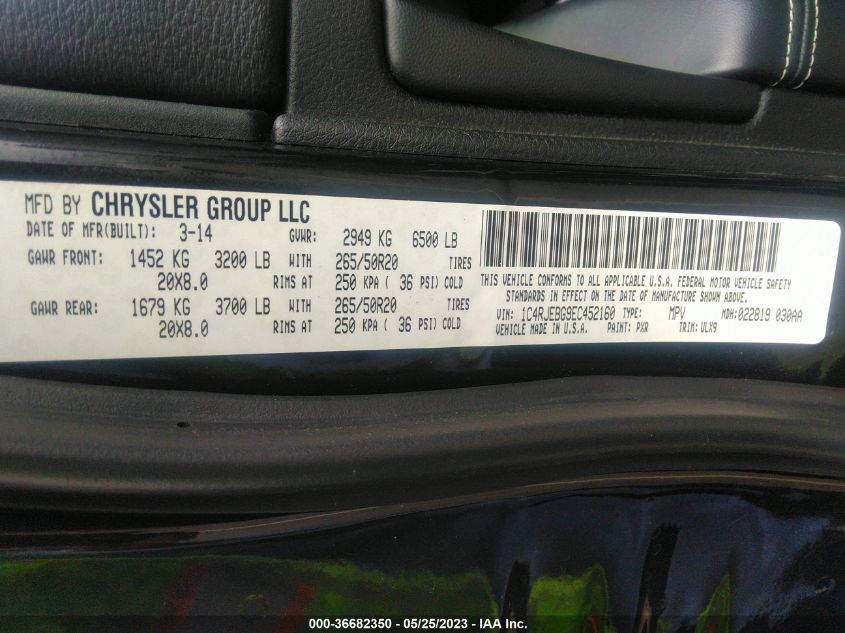 MFD BY CHRYSLER GROUP LLC
DATE OF MFR(BUILT): 3-14 GVWR: 2949 KG 6500 LB
GAWR FRONT: 1452 KG 3200 LB WITH 265/50R20 TIRES
20X8.0 RIMS AT 250 KPA ( 36 PSI) COLD
GAWR REAR: 1679 KG 3700 LB WITH 265/50R20 TIRES
20X8.0 RIMS AT 250 KPA ( 36 PSI) COLD
THIS VEHICLE CONFORMS TO ALL APPLICABLE U.S.A. FEDERAL MOTOR VEHICLE SAFETY
STANDARDS IN EFFECT ON THE DATE OF MANUFACTURE SHOWN ABOVE.
VIN: 1C4RJEBG9EC452160 TYPE: MPV MDH: 022819 030AA
VEHICLE MADE IN U.S.A. PAINT: PXR TRIM: ULX9
000-36682350 - 05/25/2023 - IAA Inc.